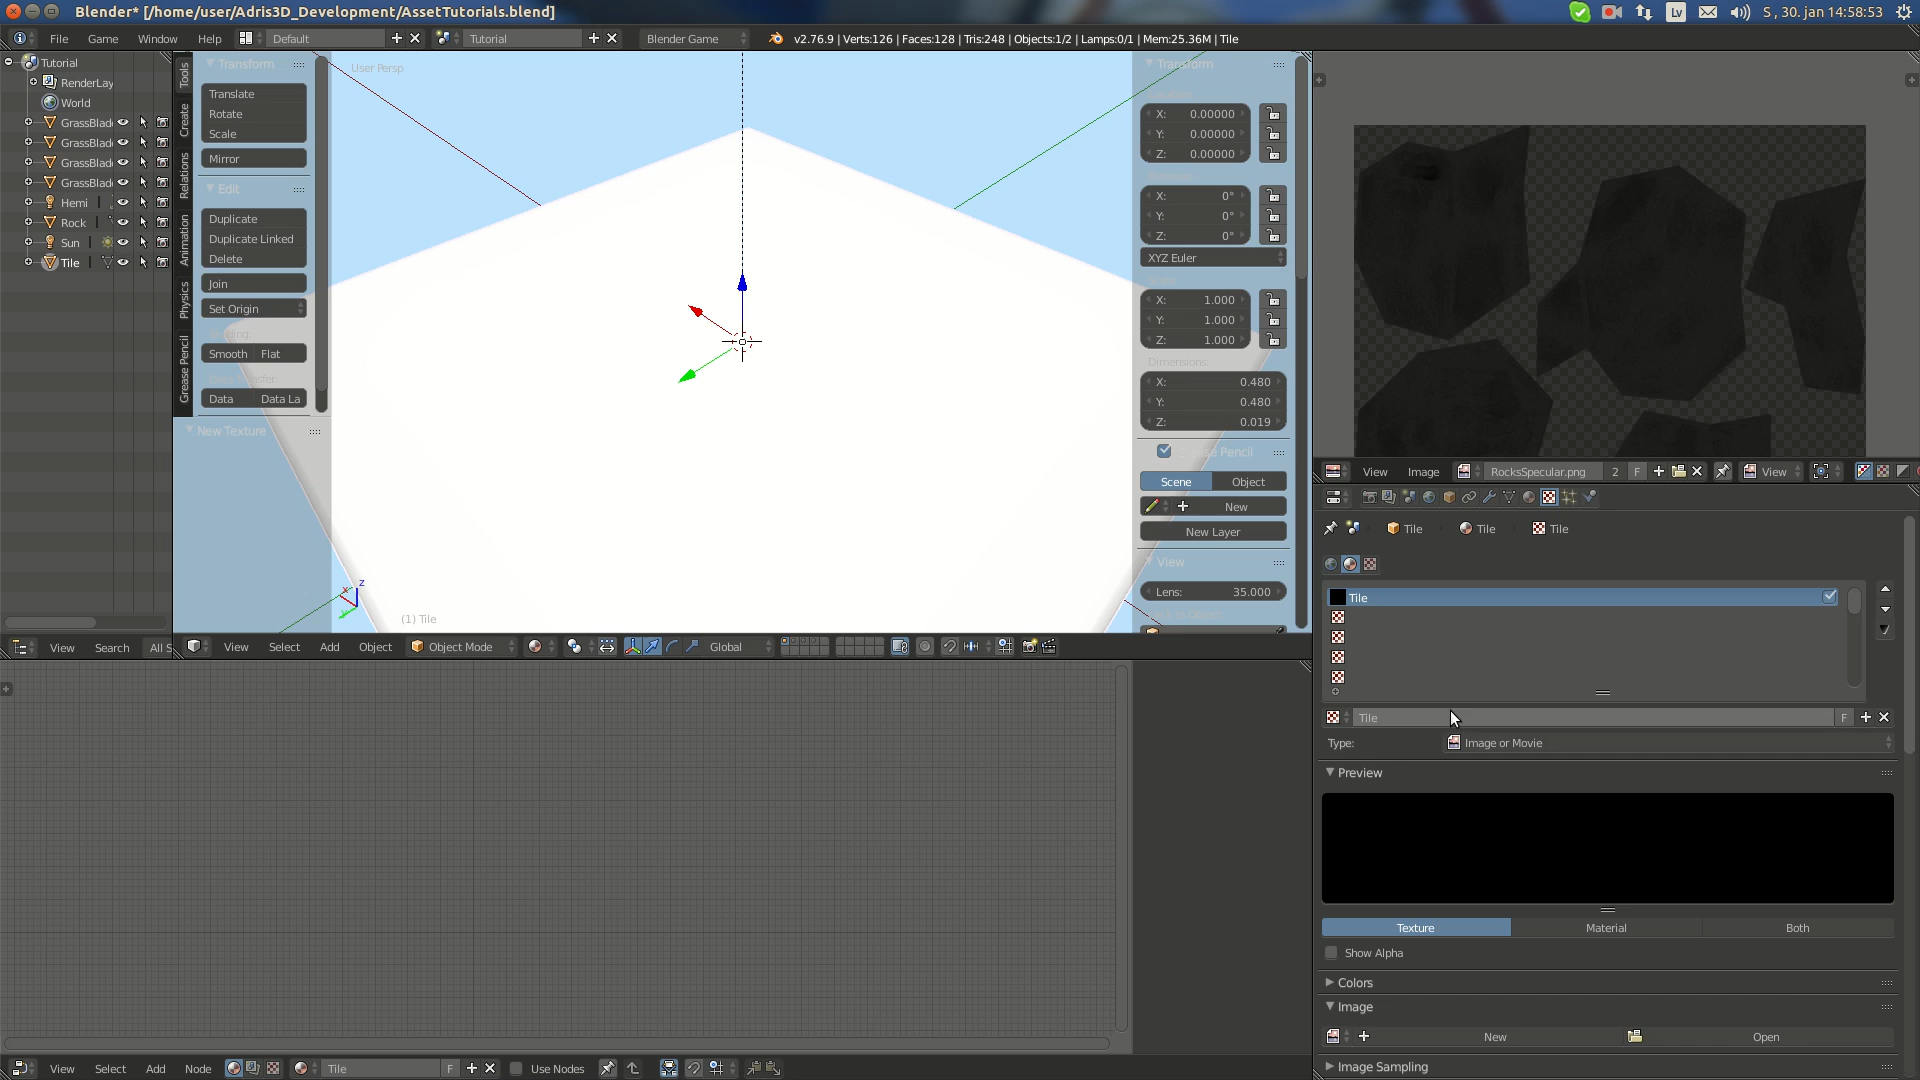 Blender* [/home/user/Adris3D_Development/AssetTutorials.blend]
Lv
S , 30. jan 14:58:53
File Game Window Help Default Tutorial Blender Game v2.76.9 | Verts:126 | Faces:128 | Tris:248 | Objects:1/2 | Lamps:0/1 | Mem:25.36M | Tile
Tutorial
RenderLay
World
GrassBlad
GrassBlad
GrassBlad
GrassBlad
Hemi
Rock
Sun
Tile
View Search All S
Tools
Create
Relations
Animation
Physics
Grease Pencil
Transform
Translate
Rotate
Scale
Mirror
Edit
Duplicate
Duplicate Linked
Delete
Join
Set Origin
Smooth Flat
Data Data La
New Texture
User Persp
(1) Tile
x
y
z
Transform
X: 0.00000
Y: 0.00000
Z: 0.00000
X: 0°
Y: 0°
Z: 0°
XYZ Euler
X: 1.000
Y: 1.000
Z: 1.000
Dimensions:
X: 0.480
Y: 0.480
Z: 0.019
Pencil
Scene Object
New
New Layer
View
Lens: 35.000
View Select Add Object Object Mode Global
View Image RocksSpecular.png 2 F View
Tile Tile Tile
Tile
Tile F
Type: Image or Movie
Preview
Texture Material Both
Show Alpha
Colors
Image
New Open
Image Sampling
View Select Add Node Tile F Use Nodes